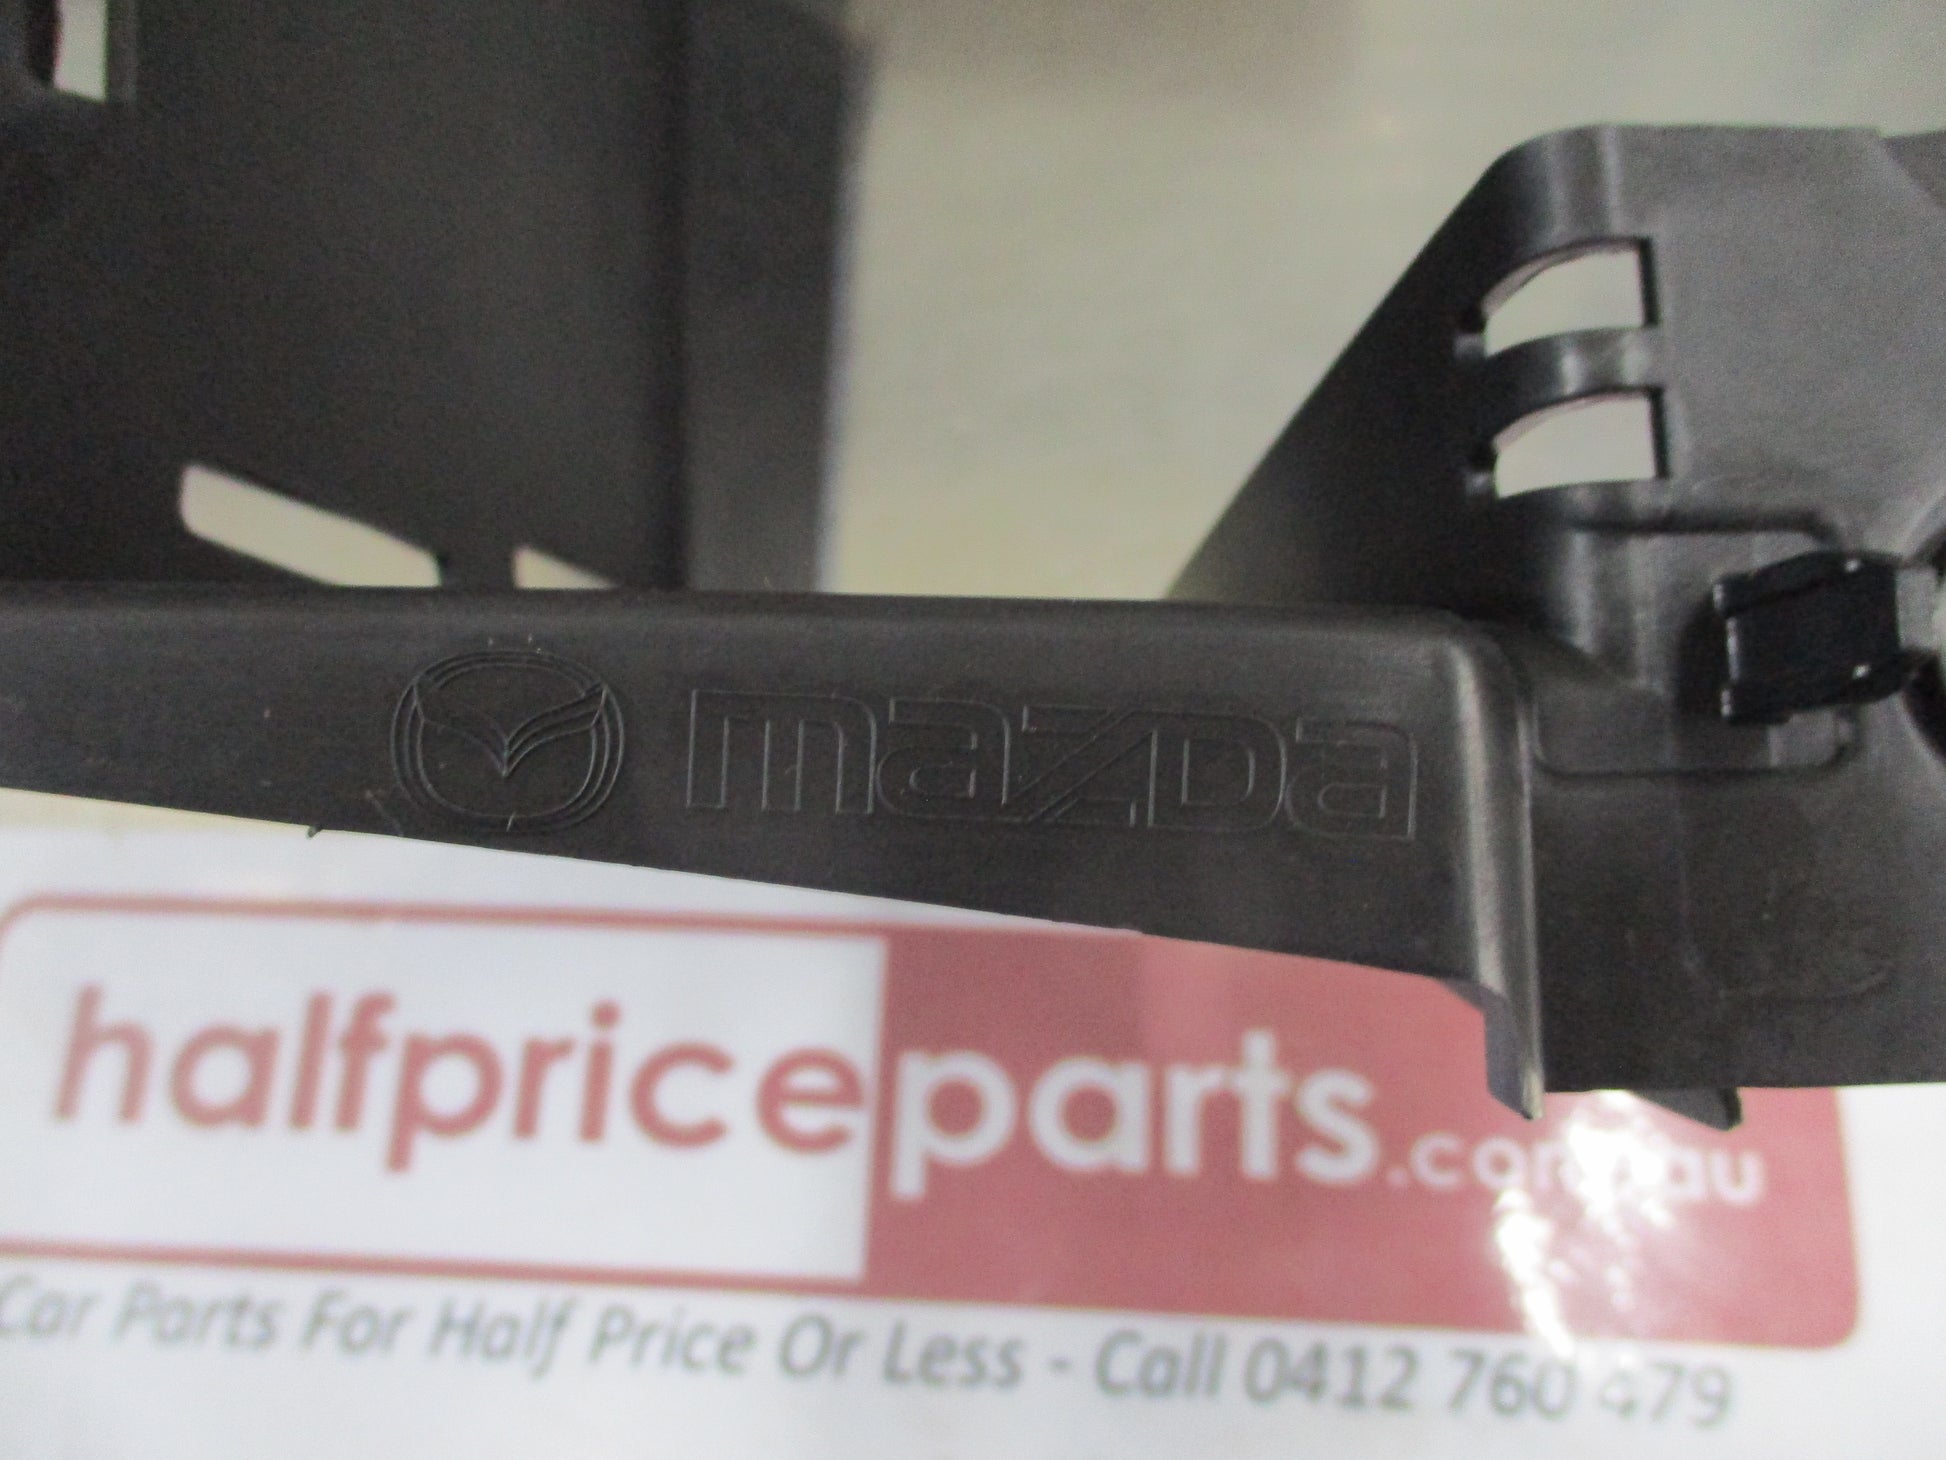 mazDa
halfpriceparts.com.au
Car Parts For Half Price Or Less - Call 0412 760 479